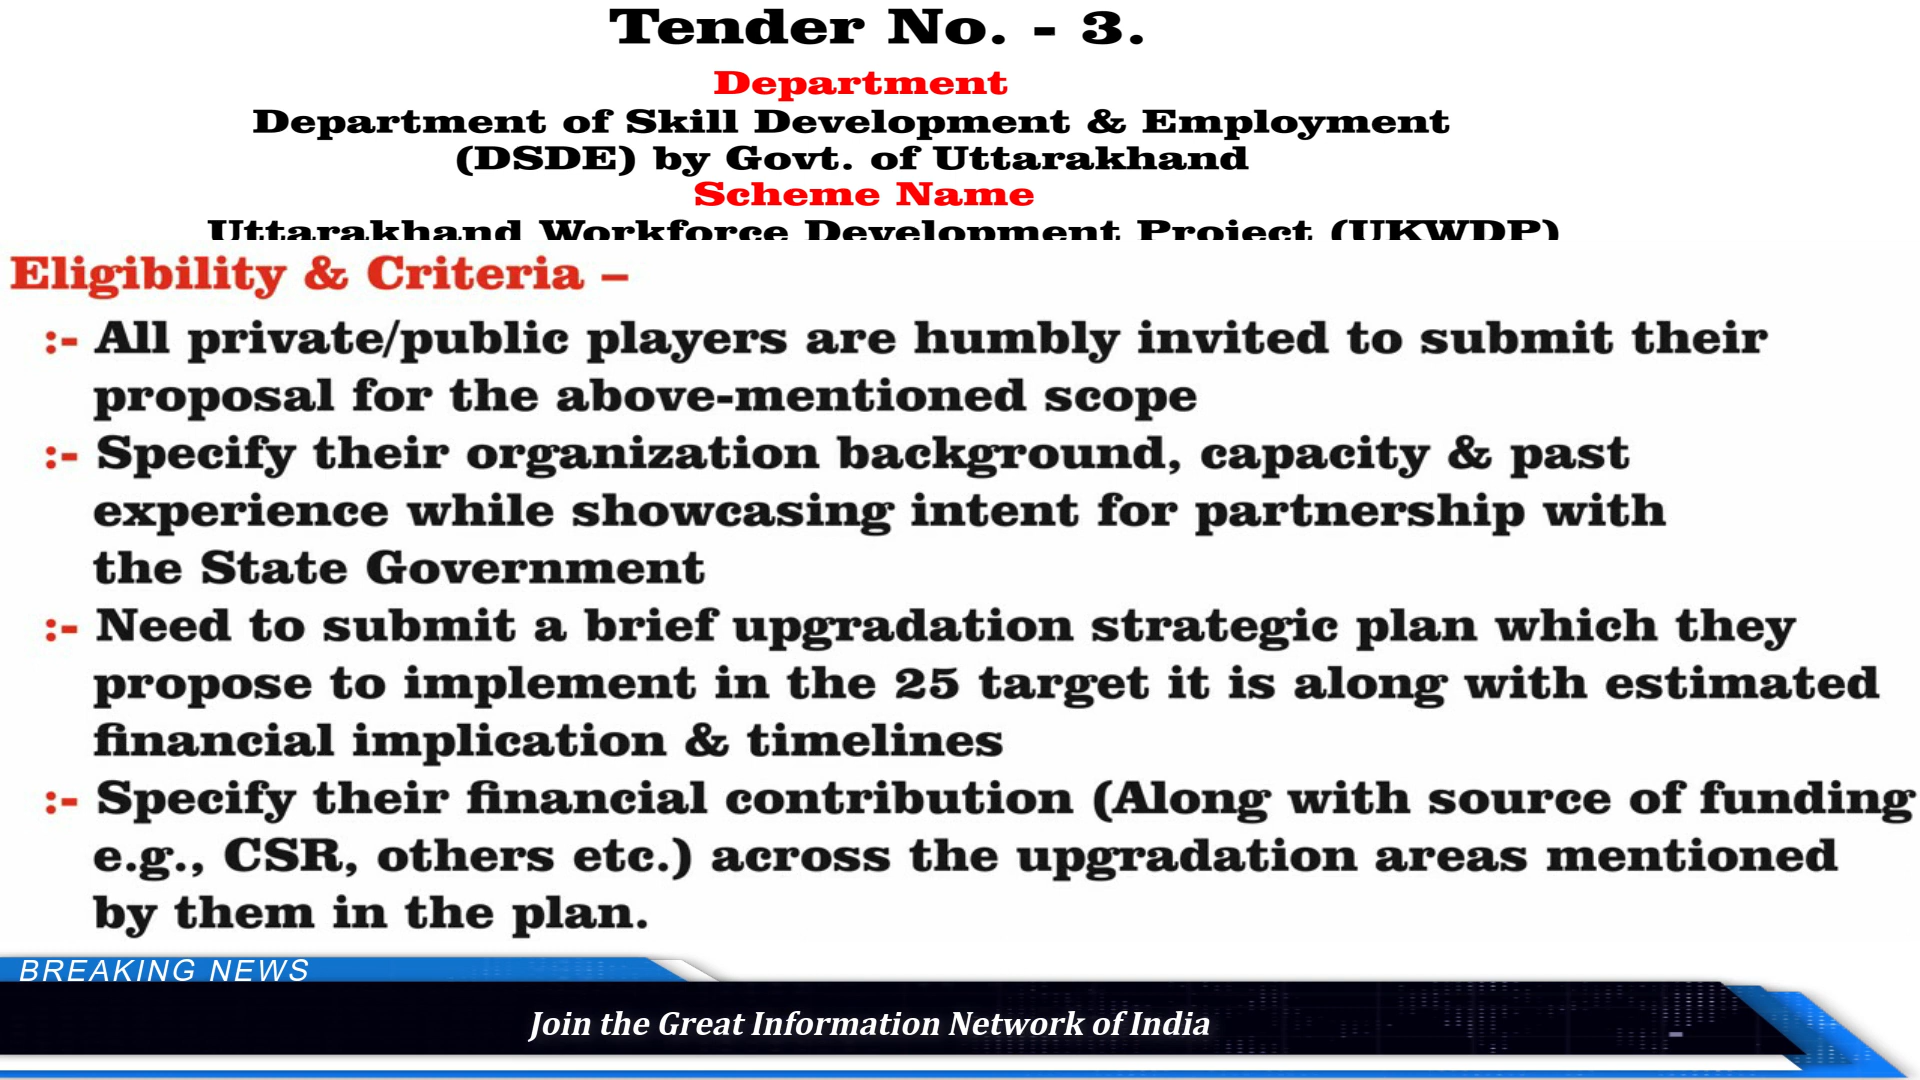 Tender No. - 3.
Department
Department of Skill Development & Employment
(DSDE) by Govt. of Uttarakhand
Scheme Name
Uttarakhand Workforce Development Project (UKWDP)
Eligibility & Criteria –
:- All private/public players are humbly invited to submit their
proposal for the above-mentioned scope
:- Specify their organization background, capacity & past
experience while showcasing intent for partnership with
the State Government
:- Need to submit a brief upgradation strategic plan which they
propose to implement in the 25 target it is along with estimated
financial implication & timelines
:- Specify their financial contribution (Along with source of funding
e.g., CSR, others etc.) across the upgradation areas mentioned
by them in the plan.
BREAKING NEWS
Join the Great Information Network of India